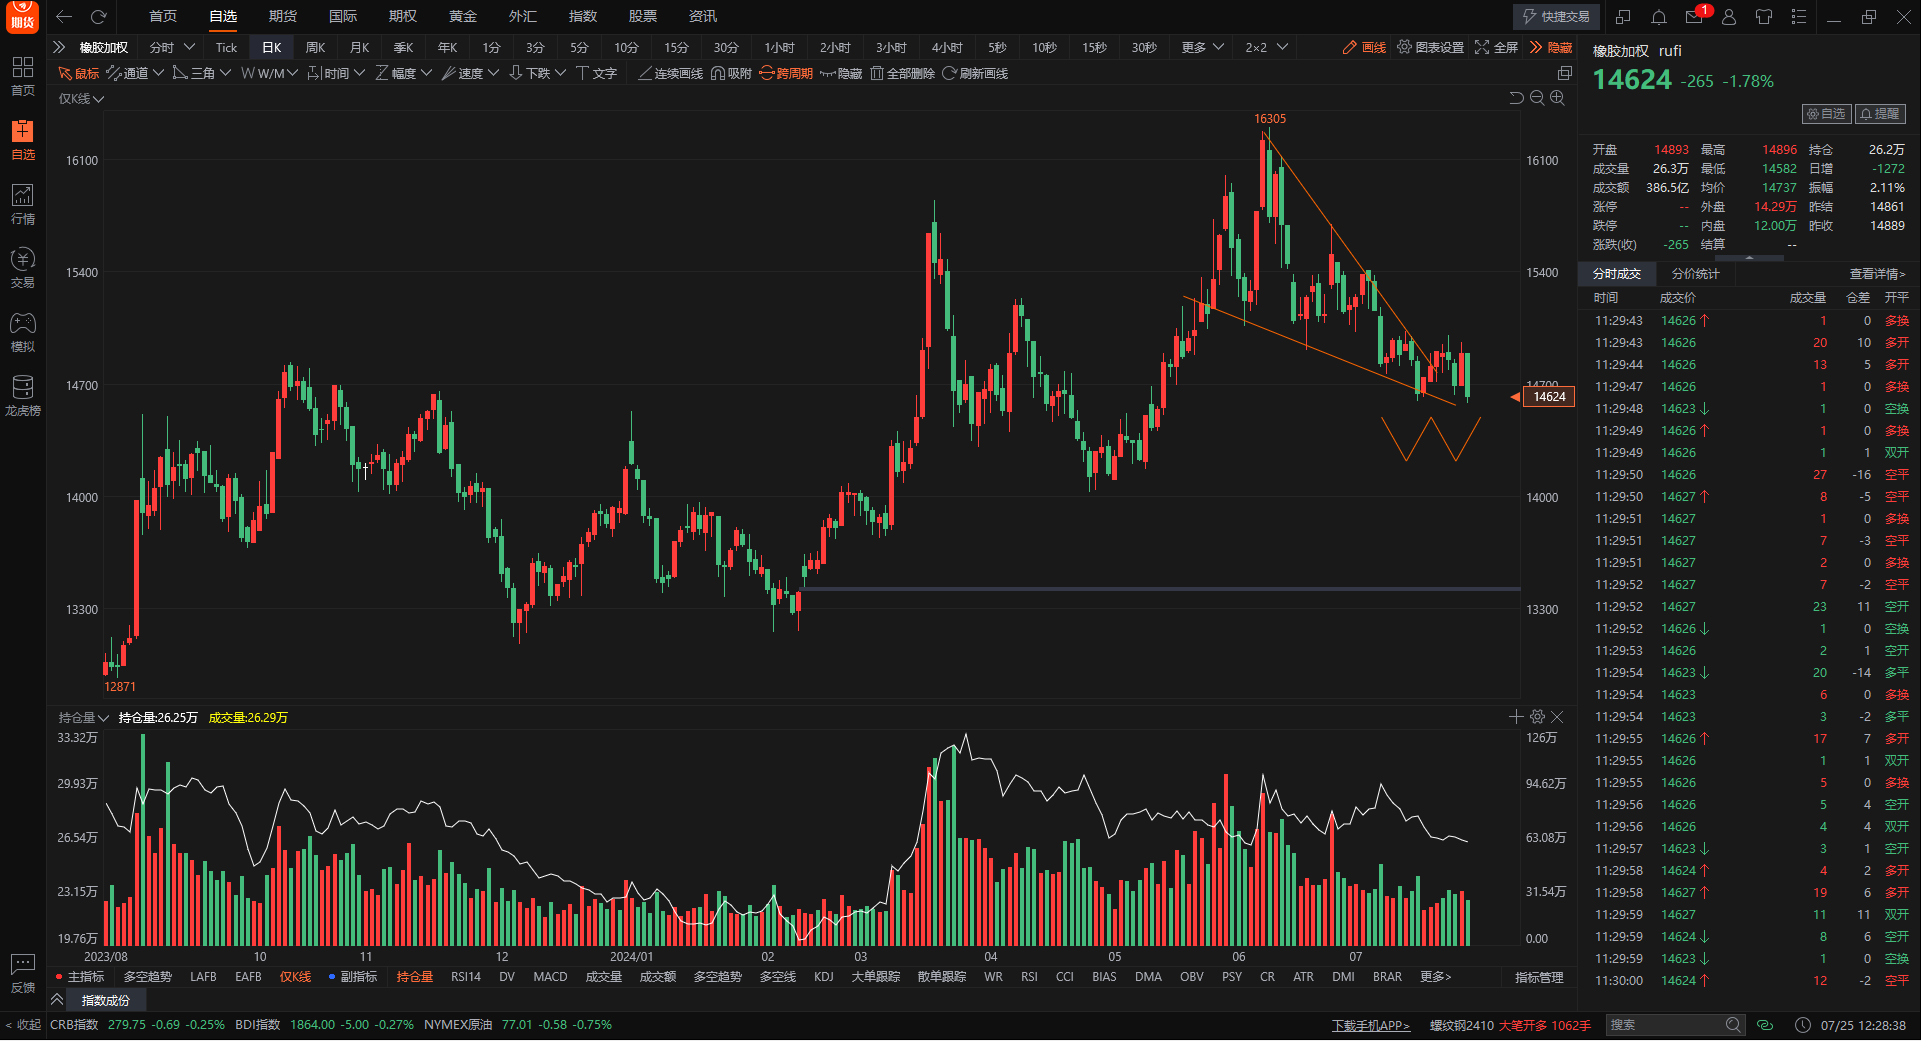 期货
首页 自选 期货 国际 期权 黄金 外汇 指数 股票 资讯 快捷交易 1
橡胶加权 分时 Tick 日K 周K 月K 季K 年K 1分 3分 5分 10分 15分 30分 1小时 2小时 3小时 4小时 5秒 10秒 15秒 30秒 更多 2×2 画线 图表设置 全屏 隐藏
鼠标 通道 三角 W/M 时间 幅度 速度 下跌 文字 连续画线 吸附 跨周期 隐藏 全部删除 刷新画线
仅K线
首页
自选
行情
交易
模拟
龙虎榜
反馈
< 收起
16305
16100 16100
15400 15400
14700 14700
14624
14000 14000
13300 13300
12871
持仓量 持仓量:26.25万 成交量:26.29万
33.32万 126万
29.93万 94.62万
26.54万 63.08万
23.15万 31.54万
19.76万 0.00
2023/08 10 11 12 2024/01 02 03 04 05 06 07
主指标 多空趋势 LAFB EAFB 仅K线 副指标 持仓量 RSI14 DV MACD 成交量 成交额 多空趋势 多空线 KDJ 大单跟踪 散单跟踪 WR RSI CCI BIAS DMA OBV PSY CR ATR DMI BRAR 更多> 指标管理
指数成份
CRB指数 279.75 -0.69 -0.25% BDI指数 1864.00 -5.00 -0.27% NYMEX原油 77.01 -0.58 -0.75% 下载手机APP> 螺纹钢2410 大笔开多 1062手 搜索 07/25 12:28:38
橡胶加权 rufi
14624 -265 -1.78%
自选 提醒
开盘 14893 最高 14896 持仓 26.2万
成交量 26.3万 最低 14582 日增 -1272
成交额 386.5亿 均价 14737 振幅 2.11%
涨停 -- 外盘 14.29万 昨结 14861
跌停 -- 内盘 12.00万 昨收 14889
涨跌(收) -265 结算 --
分时成交 分价统计 查看详情>
时间 成交价 成交量 仓差 开平
11:29:43 14626↑ 1 0 多换
11:29:43 14626 20 10 多开
11:29:44 14626 13 5 多开
11:29:47 14626 1 0 多换
11:29:48 14623↓ 1 0 空换
11:29:49 14626↑ 1 0 多换
11:29:49 14626 1 1 双开
11:29:50 14626 27 -16 空平
11:29:50 14627↑ 8 -5 空平
11:29:51 14627 1 0 多换
11:29:51 14627 7 -3 空平
11:29:51 14627 2 0 多换
11:29:52 14627 7 -2 空平
11:29:52 14627 23 11 空开
11:29:52 14626↓ 1 0 空换
11:29:53 14626 2 1 空开
11:29:54 14623↓ 20 -14 多平
11:29:54 14623 6 0 多换
11:29:54 14623 3 -2 多平
11:29:55 14626↑ 17 7 多开
11:29:55 14626 1 1 双开
11:29:55 14626 5 0 多换
11:29:56 14626 5 4 空开
11:29:56 14626 4 4 双开
11:29:57 14623↓ 3 1 空开
11:29:58 14624↑ 4 2 多开
11:29:58 14627↑ 19 6 多开
11:29:59 14627 11 11 双开
11:29:59 14624↓ 8 6 空开
11:29:59 14623↓ 1 0 空换
11:30:00 14624↑ 12 -2 空平